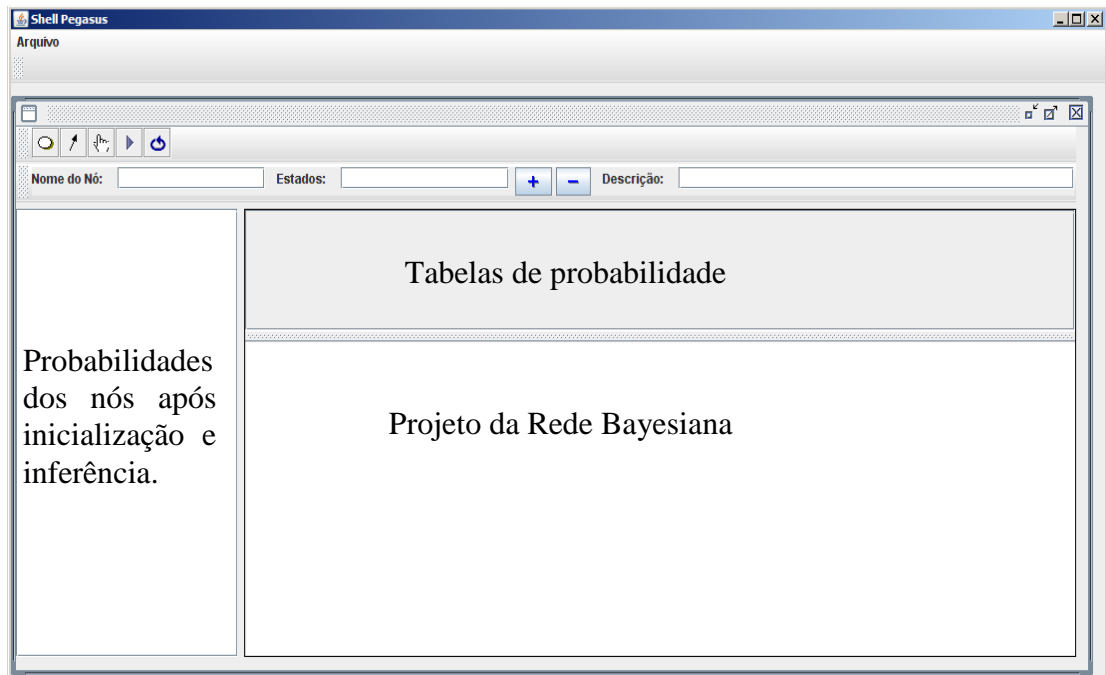 Shell Pegasus
Arquivo
Nome do Nó:
Estados:
+
−
Descrição:
Tabelas de probabilidade
Probabilidades
dos nós após
inicialização e
inferência.
Projeto da Rede Bayesiana